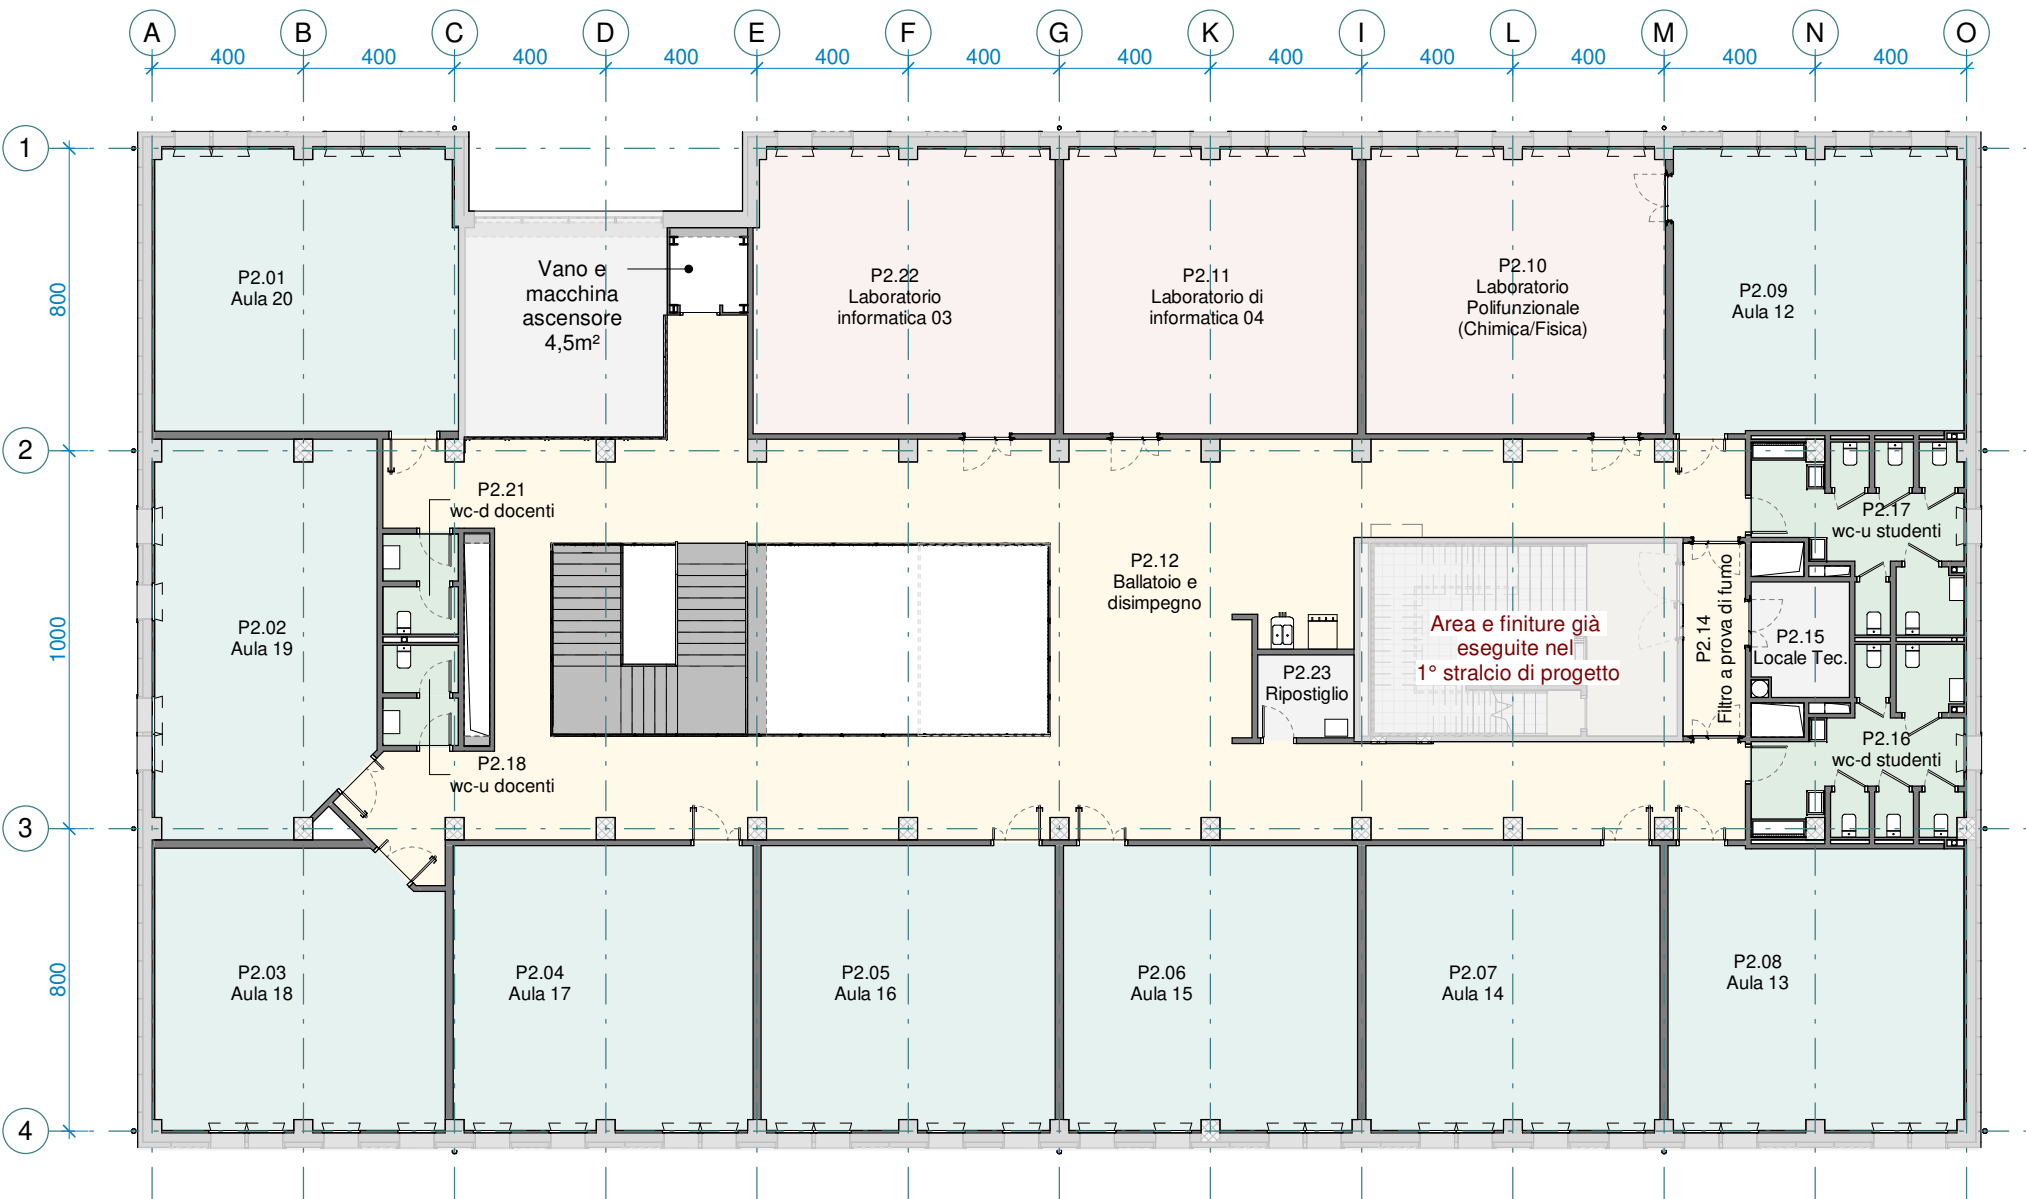 A B C D E F G K I L M N O
400 400 400 400 400 400 400 400 400 400 400 400
1
2
3
4
800
1000
800
P2.01
Aula 20
Vano e
macchina
ascensore
4,5m²
P2.22
Laboratorio
informatica 03
P2.11
Laboratorio di
informatica 04
P2.10
Laboratorio
Polifunzionale
(Chimica/Fisica)
P2.09
Aula 12
P2.21
wc-d docenti
P2.17
wc-u studenti
P2.12
Ballatoio e
disimpegno
P2.02
Aula 19
P2.23
Ripostiglio
Area e finiture già
eseguite nel
1° stralcio di progetto
P2.14
Filtro a prova di fumo
P2.15
Locale Tec.
P2.18
wc-u docenti
P2.16
wc-d studenti
P2.03
Aula 18
P2.04
Aula 17
P2.05
Aula 16
P2.06
Aula 15
P2.07
Aula 14
P2.08
Aula 13